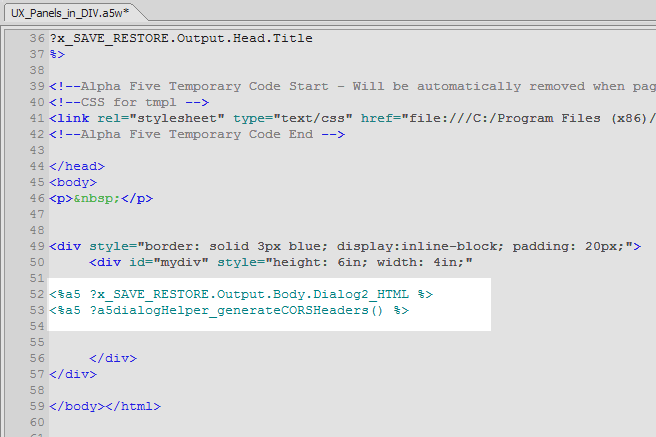 UX_Panels_in_DIV.a5w*
36 ?x_SAVE_RESTORE.Output.Head.Title
37 %>
38
39 <!--Alpha Five Temporary Code Start - Will be automatically removed when pag
40 <!--CSS for tmpl -->
41 <link rel="stylesheet" type="text/css" href="file:///C:/Program Files (x86)/
42 <!--Alpha Five Temporary Code End -->
43
44 </head>
45 <body>
46 <p>&nbsp;</p>
47
48
49 <div style="border: solid 3px blue; display:inline-block; padding: 20px;">
50 <div id="mydiv" style="height: 6in; width: 4in;"
51
52 <%a5 ?x_SAVE_RESTORE.Output.Body.Dialog2_HTML %>
53 <%a5 ?a5dialogHelper_generateCORSHeaders() %>
54
55
56 </div>
57 </div>
58
59 </body></html>
60